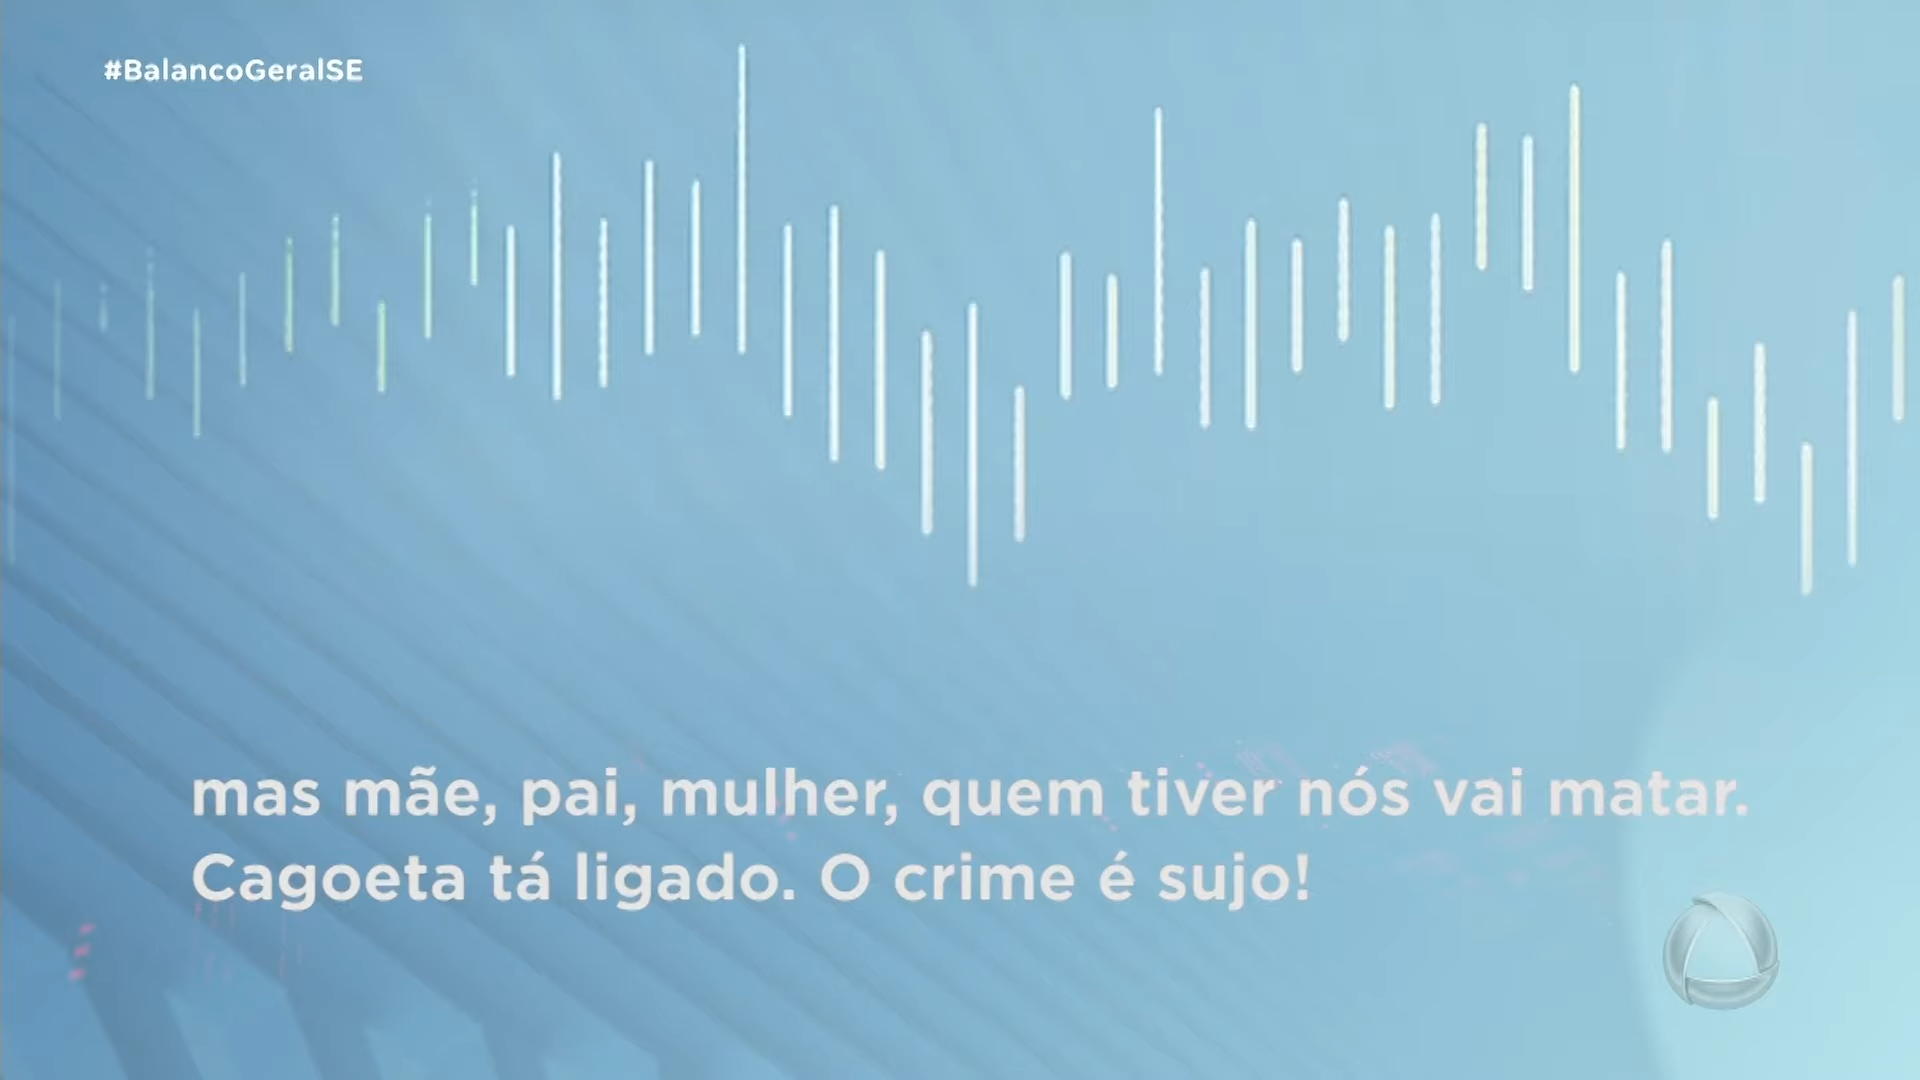 #BalancoGeralSE
mas mãe, pai, mulher, quem tiver nós vai matar.
Cagoeta tá ligado. O crime é sujo!